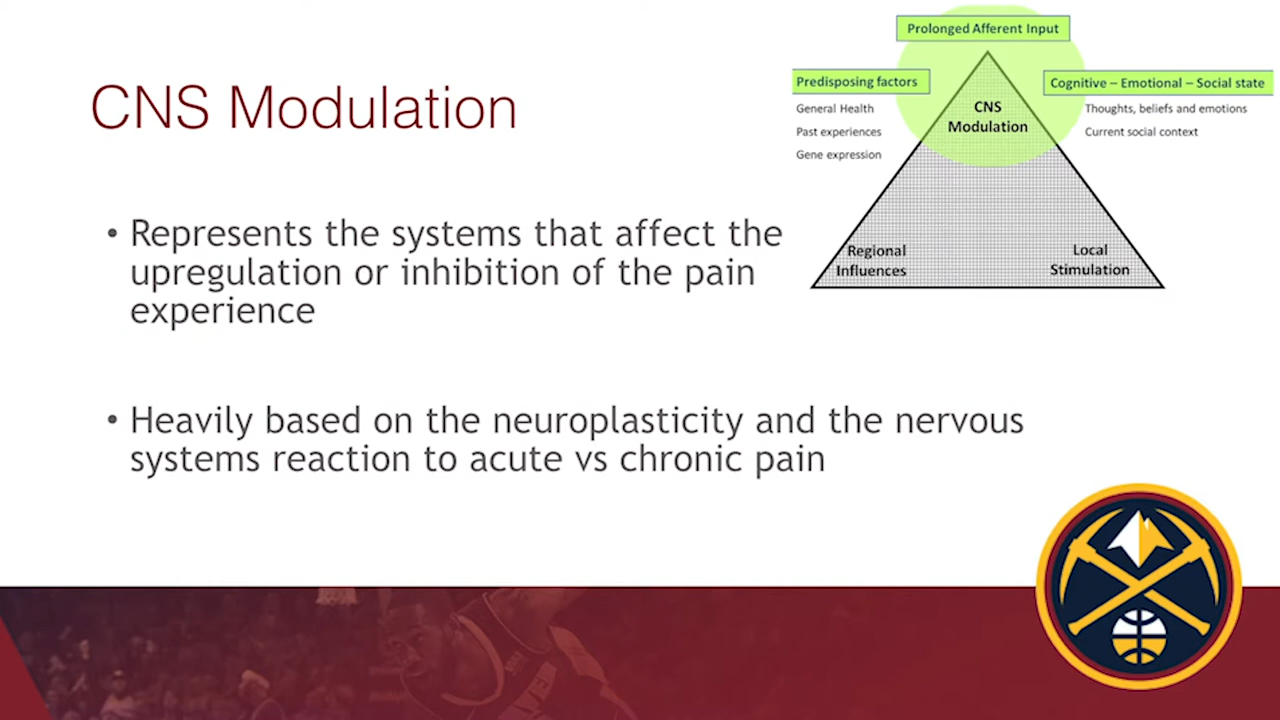 CNS Modulation
Prolonged Afferent Input
Predisposing factors
General Health
Past experiences
Gene expression
Cognitive – Emotional – Social state
Thoughts, beliefs and emotions
Current social context
CNS
Modulation
Regional
Influences
Local
Stimulation
• Represents the systems that affect the
upregulation or inhibition of the pain
experience
• Heavily based on the neuroplasticity and the nervous
systems reaction to acute vs chronic pain